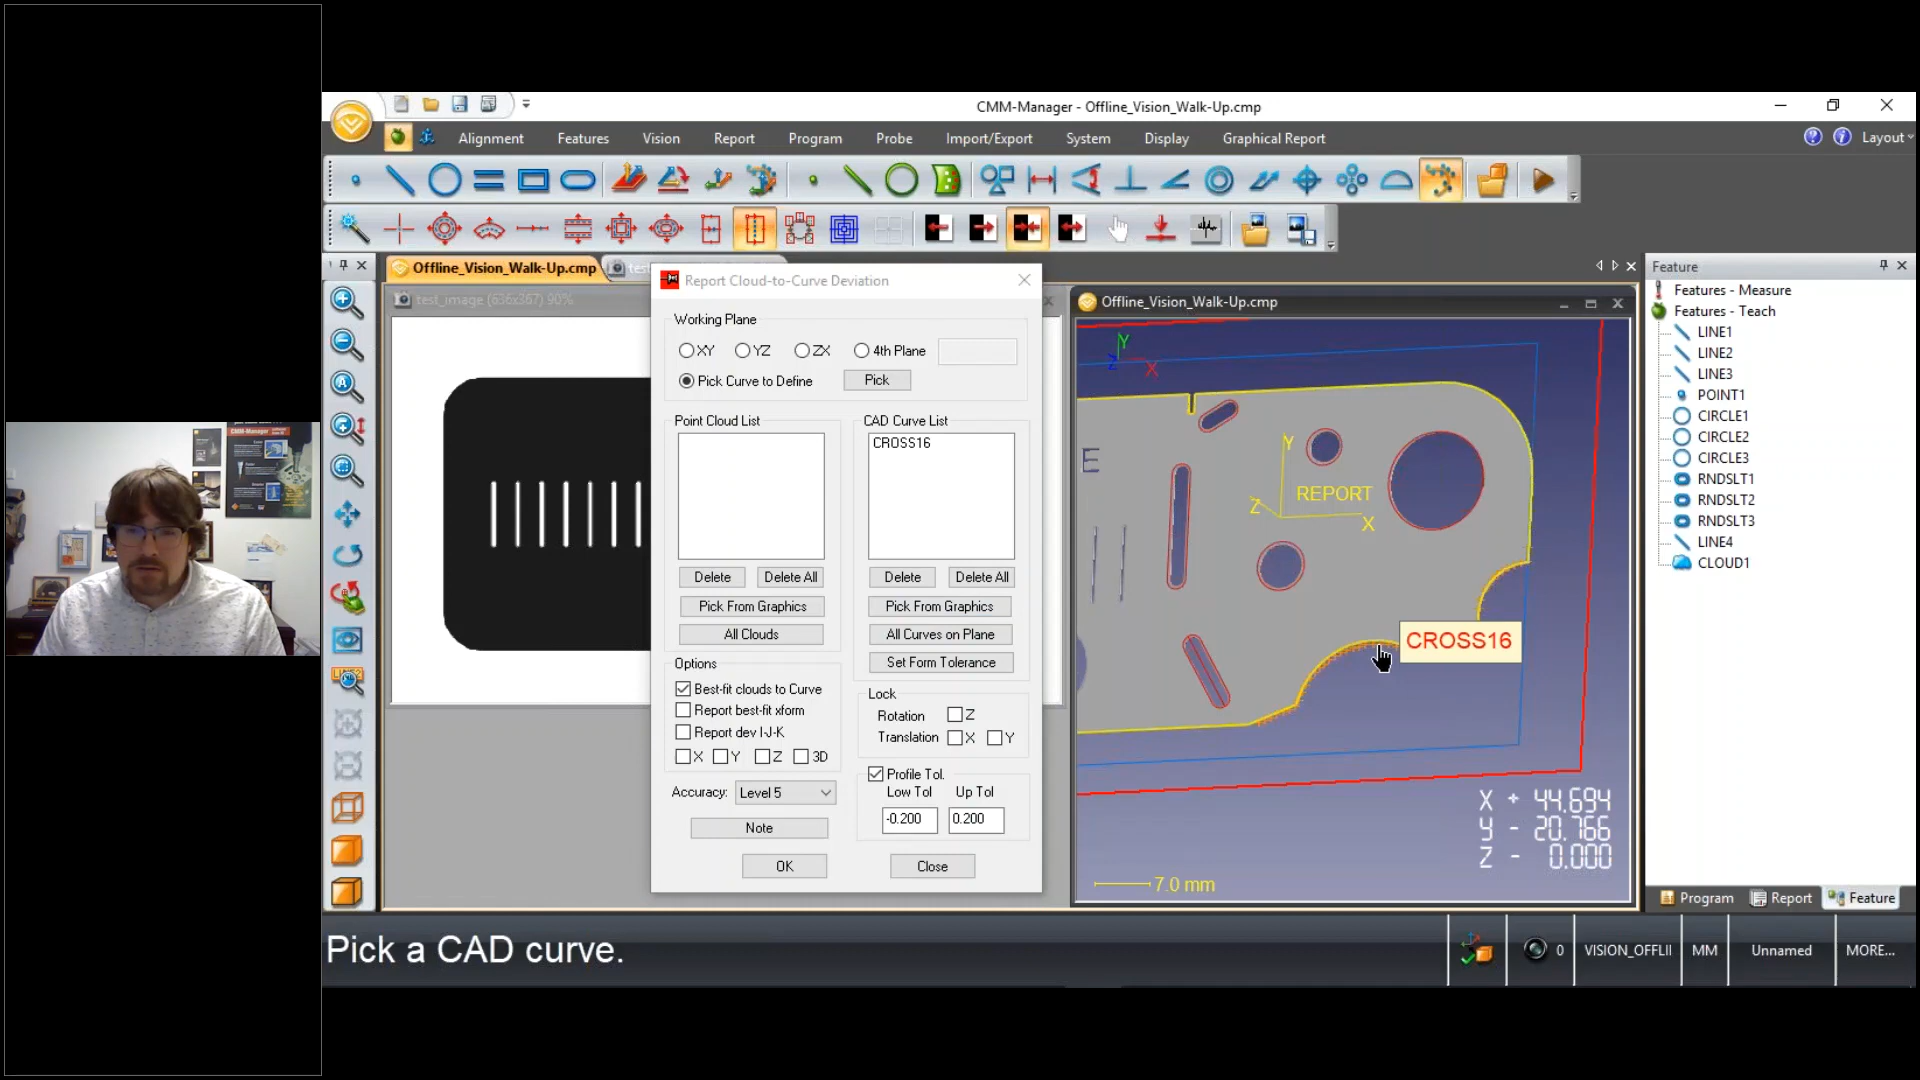 CMM-Manager - Offline_Vision_Walk-Up.cmp
Alignment Features Vision Report Program Probe Import/Export System Display Graphical Report Layout
Offline_Vision_Walk-Up.cmp
test_image (636x367) 90%
Report Cloud-to-Curve Deviation
Working Plane
XY YZ ZX 4th Plane
Pick Curve to Define Pick
Point Cloud List
Delete Delete All
Pick From Graphics
All Clouds
CAD Curve List
CROSS16
Delete Delete All
Pick From Graphics
All Curves on Plane
Set Form Tolerance
Options
Best-fit clouds to Curve
Report best-fit xform
Report dev I-J-K
X Y Z 3D
Accuracy: Level 5
Note
Lock
Rotation Z
Translation X Y
Profile Tol.
Low Tol Up Tol
-0.200 0.200
OK Close
Offline_Vision_Walk-Up.cmp
Y
Z X
E
Y
REPORT
Z X
CROSS16
X + 44.694
Y - 20.766
Z - 0.000
7.0 mm
Feature
Features - Measure
Features - Teach
LINE1
LINE2
LINE3
POINT1
CIRCLE1
CIRCLE2
CIRCLE3
RNDSLT1
RNDSLT2
RNDSLT3
LINE4
CLOUD1
Program Report Feature
Pick a CAD curve.
0 VISION_OFFLI MM Unnamed MORE...